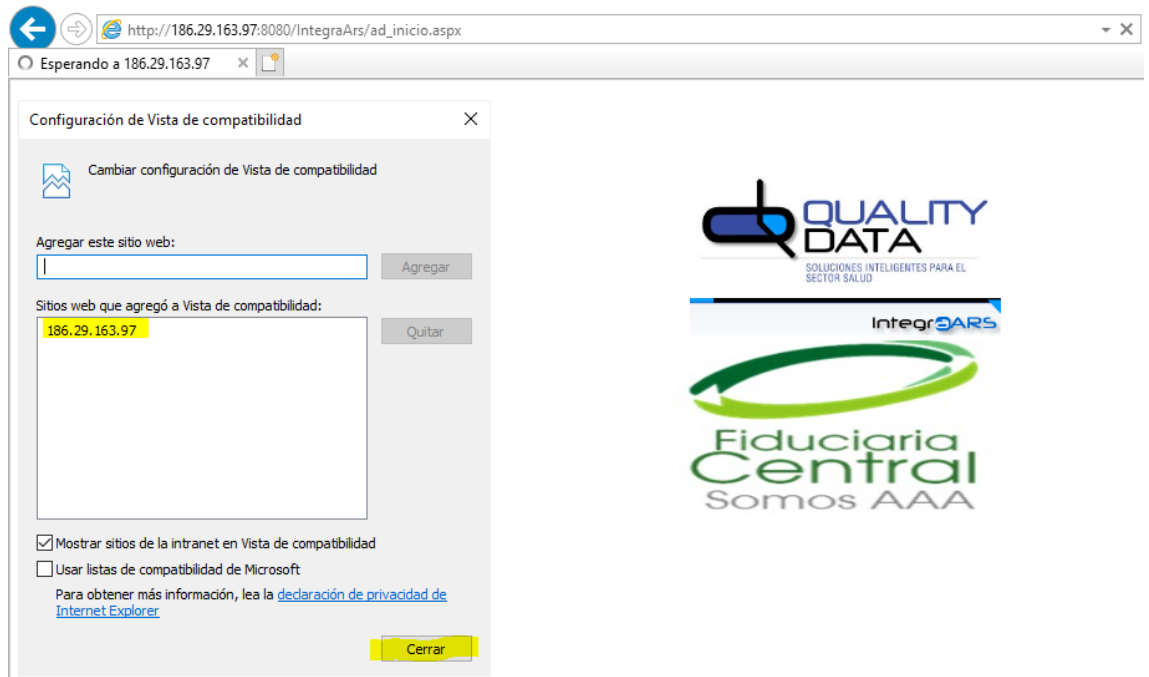 http://186.29.163.97:8080/IntegraArs/ad_inicio.aspx
Esperando a 186.29.163.97
Configuración de Vista de compatibilidad
Cambiar configuración de Vista de compatibilidad
Agregar este sitio web:
Agregar
Sitios web que agregó a Vista de compatibilidad:
186.29.163.97
Quitar
Mostrar sitios de la intranet en Vista de compatibilidad
Usar listas de compatibilidad de Microsoft
Para obtener más información, lea la declaración de privacidad de
Internet Explorer
Cerrar
QUALITY
DATA
SOLUCIONES INTELIGENTES PARA EL
SECTOR SALUD
IntegrAARS
Fiduciaria
Central
Somos AAA